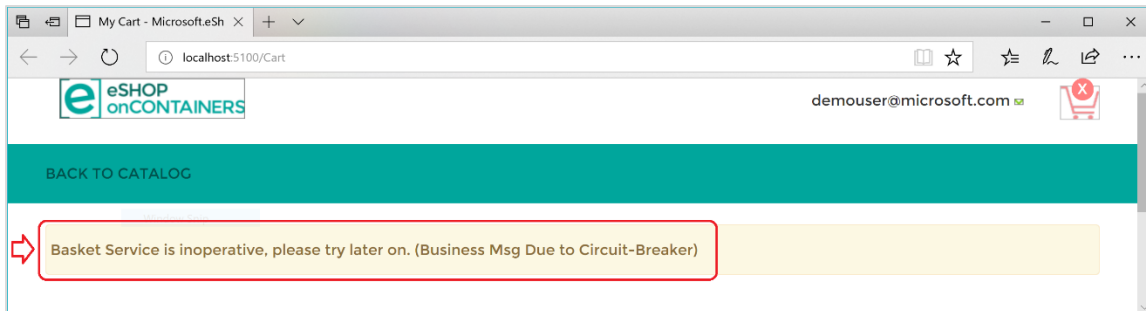 My Cart - Microsoft.eSh
localhost:5100/Cart
eSHOP
onCONTAINERS
demouser@microsoft.com
X
BACK TO CATALOG
Basket Service is inoperative, please try later on. (Business Msg Due to Circuit-Breaker)